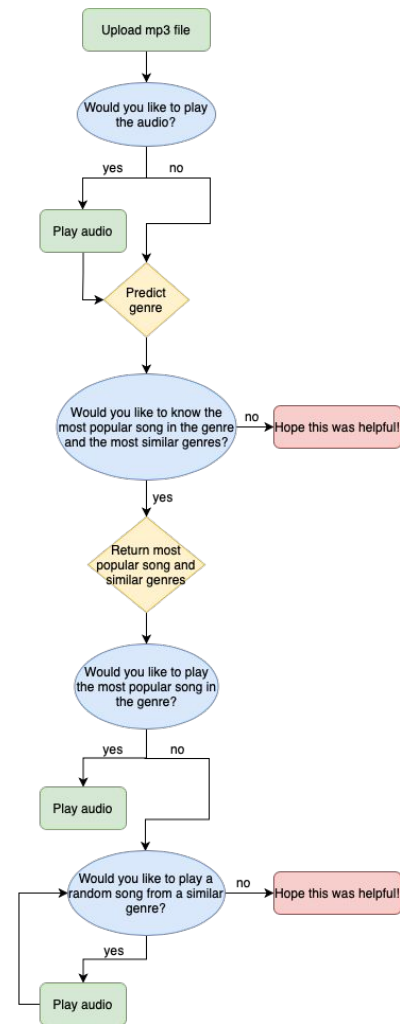 Upload mp3 file
Would you like to play
the audio?
yes
no
Play audio
Predict
genre
Would you like to know the
most popular song in the genre
and the most similar genres?
no
Hope this was helpful!
yes
Return most
popular song and
similar genres
Would you like to play
the most popular song in
the genre?
yes
no
Play audio
Would you like to play a
random song from a similar
genre?
no
Hope this was helpful!
yes
Play audio